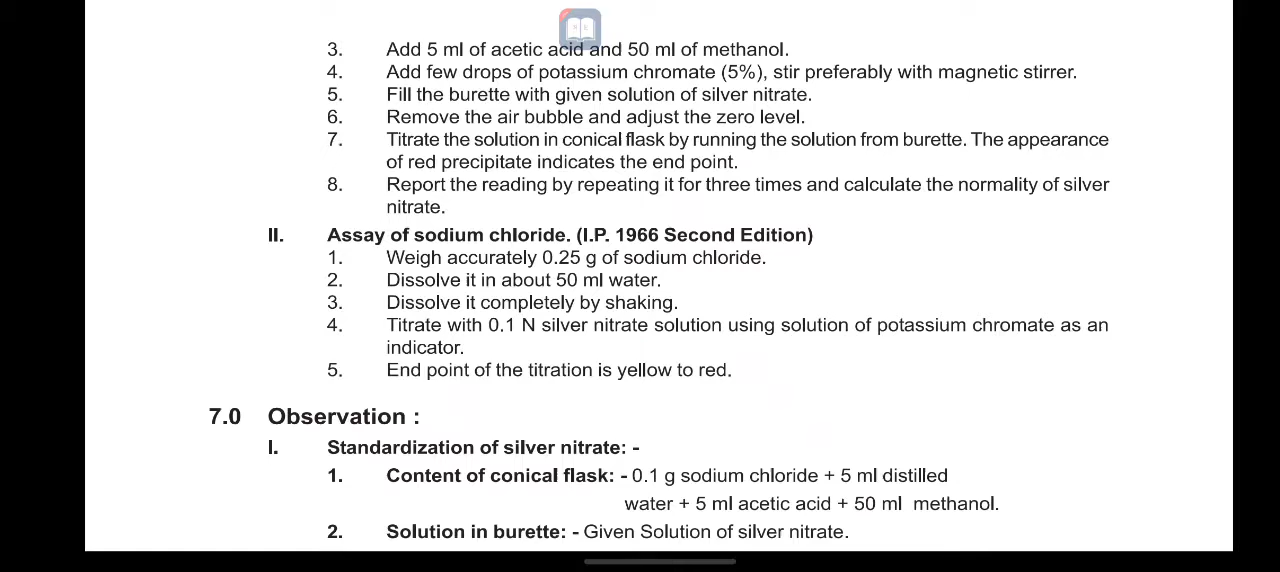 3. Add 5 ml of acetic acid and 50 ml of methanol.
4. Add few drops of potassium chromate (5%), stir preferably with magnetic stirrer.
5. Fill the burette with given solution of silver nitrate.
6. Remove the air bubble and adjust the zero level.
7. Titrate the solution in conical flask by running the solution from burette. The appearance
of red precipitate indicates the end point.
8. Report the reading by repeating it for three times and calculate the normality of silver
nitrate.
II. Assay of sodium chloride. (I.P. 1966 Second Edition)
1. Weigh accurately 0.25 g of sodium chloride.
2. Dissolve it in about 50 ml water.
3. Dissolve it completely by shaking.
4. Titrate with 0.1 N silver nitrate solution using solution of potassium chromate as an
indicator.
5. End point of the titration is yellow to red.
7.0 Observation :
I. Standardization of silver nitrate: -
1. Content of conical flask: - 0.1 g sodium chloride + 5 ml distilled
water + 5 ml acetic acid + 50 ml methanol.
2. Solution in burette: - Given Solution of silver nitrate.